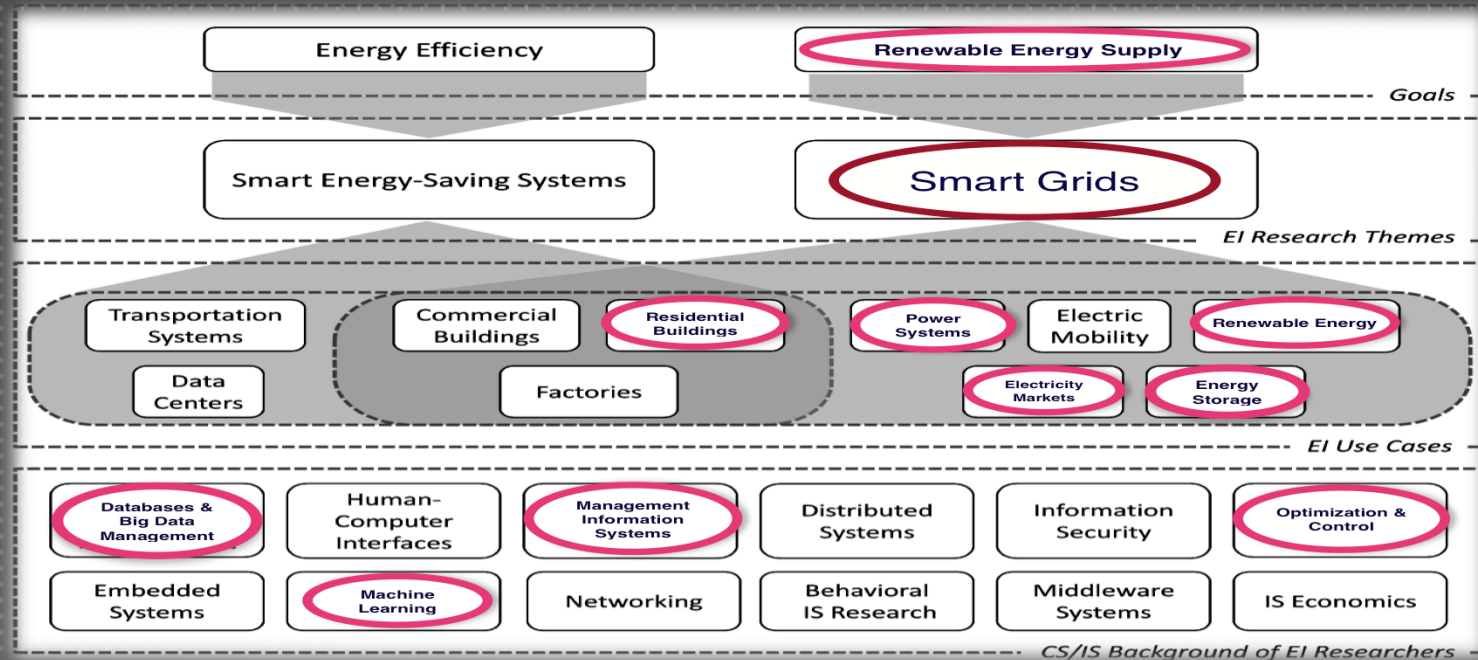 Energy Efficiency
Renewable Energy Supply
Goals
Smart Energy-Saving Systems
Smart Grids
EI Research Themes
Transportation
Systems
Commercial
Buildings
Residential
Buildings
Power
Systems
Electric
Mobility
Renewable Energy
Data
Centers
Factories
Electricity
Markets
Energy
Storage
EI Use Cases
Databases &
Big Data
Management
Human-
Computer
Interfaces
Management
Information
Systems
Distributed
Systems
Information
Security
Optimization &
Control
Embedded
Systems
Machine
Learning
Networking
Behavioral
IS Research
Middleware
Systems
IS Economics
CS/IS Background of EI Researchers